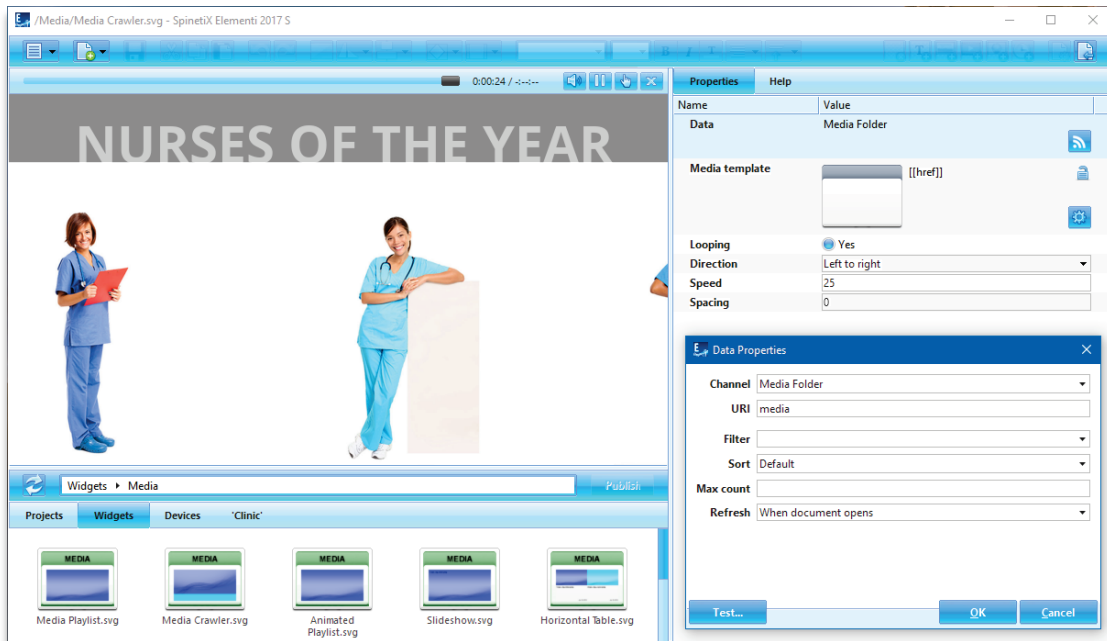 /Media/Media Crawler.svg - SpinetiX Elementi 2017 S
0:00:24 / -:--:--
NURSES OF THE YEAR
Widgets ▸ Media
Publish
Projects Widgets Devices 'Clinic'
MEDIA MEDIA MEDIA MEDIA MEDIA
Media Playlist.svg Media Crawler.svg Animated Playlist.svg Slideshow.svg Horizontal Table.svg
Properties Help
Name Value
Data Media Folder
Media template [[href]]
Looping Yes
Direction Left to right
Speed 25
Spacing 0
Data Properties
Channel Media Folder
URI media
Filter
Sort Default
Max count
Refresh When document opens
Test... OK Cancel